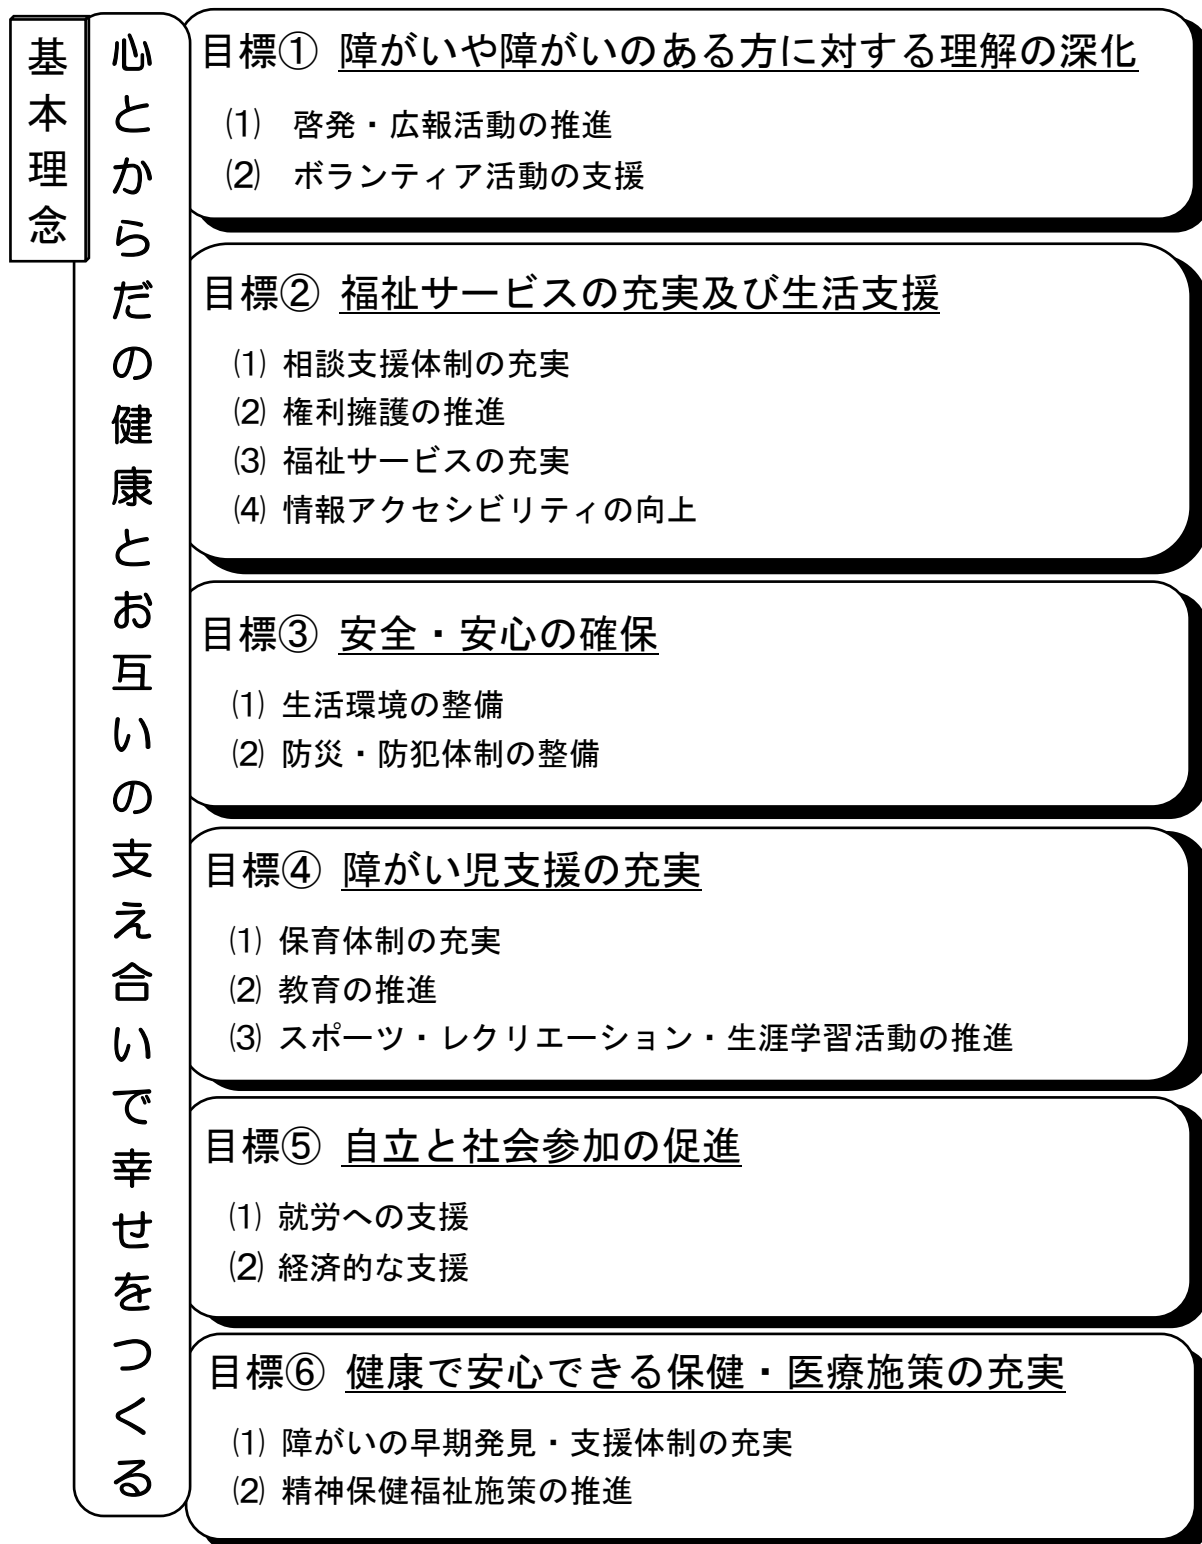 基本理念
心とからだの健康とお互いの支え合いで幸せをつくる
目標① 障がいや障がいのある方に対する理解の深化
⑴ 啓発・広報活動の推進
⑵ ボランティア活動の支援
目標② 福祉サービスの充実及び生活支援
⑴ 相談支援体制の充実
⑵ 権利擁護の推進
⑶ 福祉サービスの充実
⑷ 情報アクセシビリティの向上
目標③ 安全・安心の確保
⑴ 生活環境の整備
⑵ 防災・防犯体制の整備
目標④ 障がい児支援の充実
⑴ 保育体制の充実
⑵ 教育の推進
⑶ スポーツ・レクリエーション・生涯学習活動の推進
目標⑤ 自立と社会参加の促進
⑴ 就労への支援
⑵ 経済的な支援
目標⑥ 健康で安心できる保健・医療施策の充実
⑴ 障がいの早期発見・支援体制の充実
⑵ 精神保健福祉施策の推進